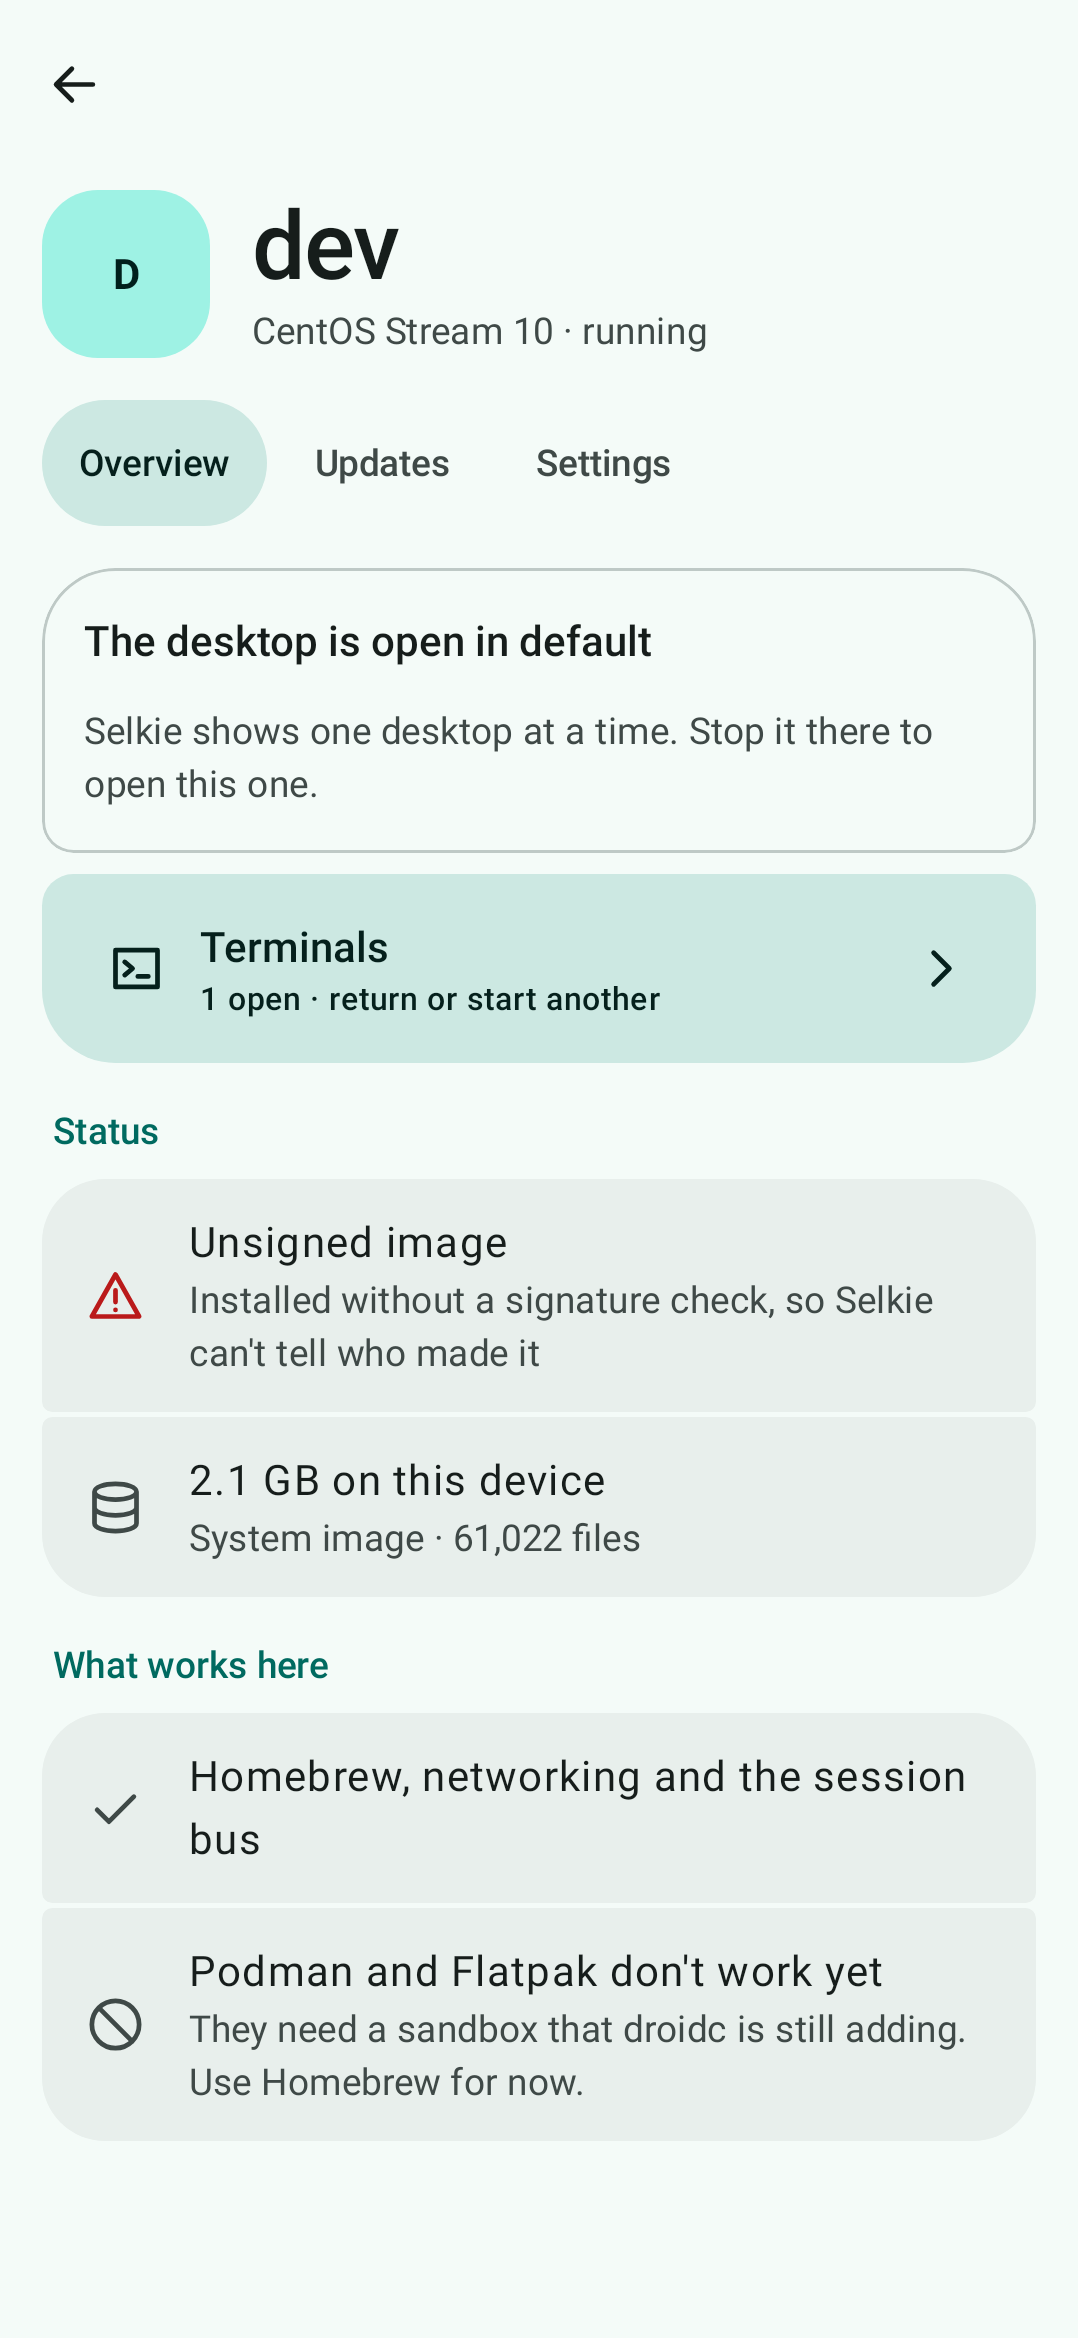 D
dev
CentOS Stream 10 · running
Overview
Updates
Settings
The desktop is open in default
Selkie shows one desktop at a time. Stop it there to
open this one.
Terminals
1 open · return or start another
Status
Unsigned image
Installed without a signature check, so Selkie
can't tell who made it
2.1 GB on this device
System image · 61,022 files
What works here
Homebrew, networking and the session
bus
Podman and Flatpak don't work yet
They need a sandbox that droidc is still adding.
Use Homebrew for now.